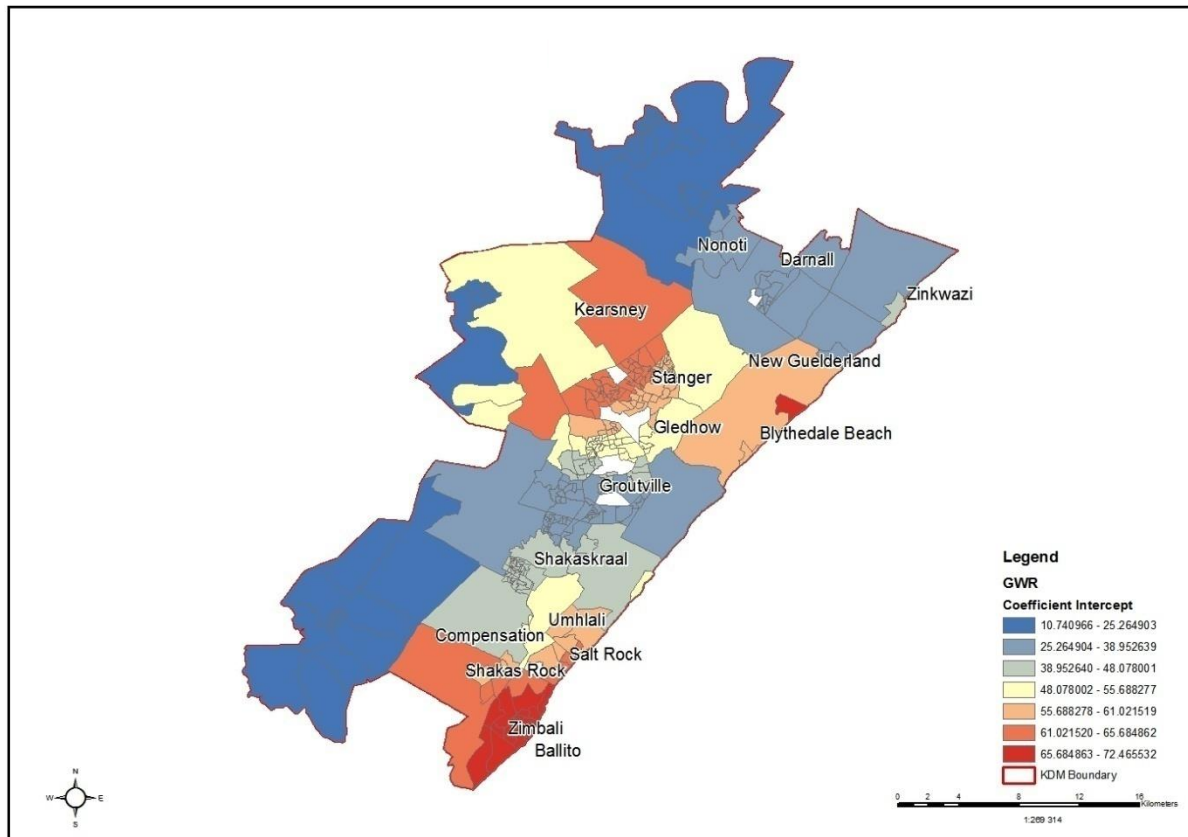 Nonoti
Darnall
Zinkwazi
Kearsney
New Guelderland
Stanger
Gledhow
Blythedale Beach
Groutville
Shakaskraal
Umhlali
Compensation
Salt Rock
Shakas Rock
Zimbali
Ballito
Legend
GWR
Coefficient Intercept
10.740966 - 25.264903
25.264904 - 38.952639
38.952640 - 48.078001
48.078002 - 55.688277
55.688278 - 61.021519
61.021520 - 65.684862
65.684863 - 72.465532
KDM Boundary
N
W E
S
0 2 4 8 12 16
Kilometers
1:269 314